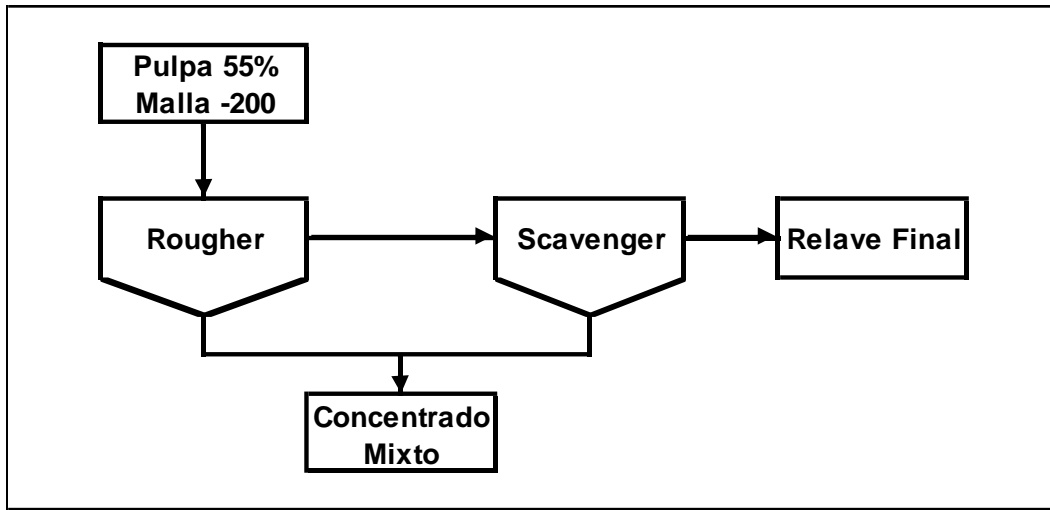 Pulpa 55%
Malla -200
Rougher
Scavenger
Relave Final
Concentrado
Mixto